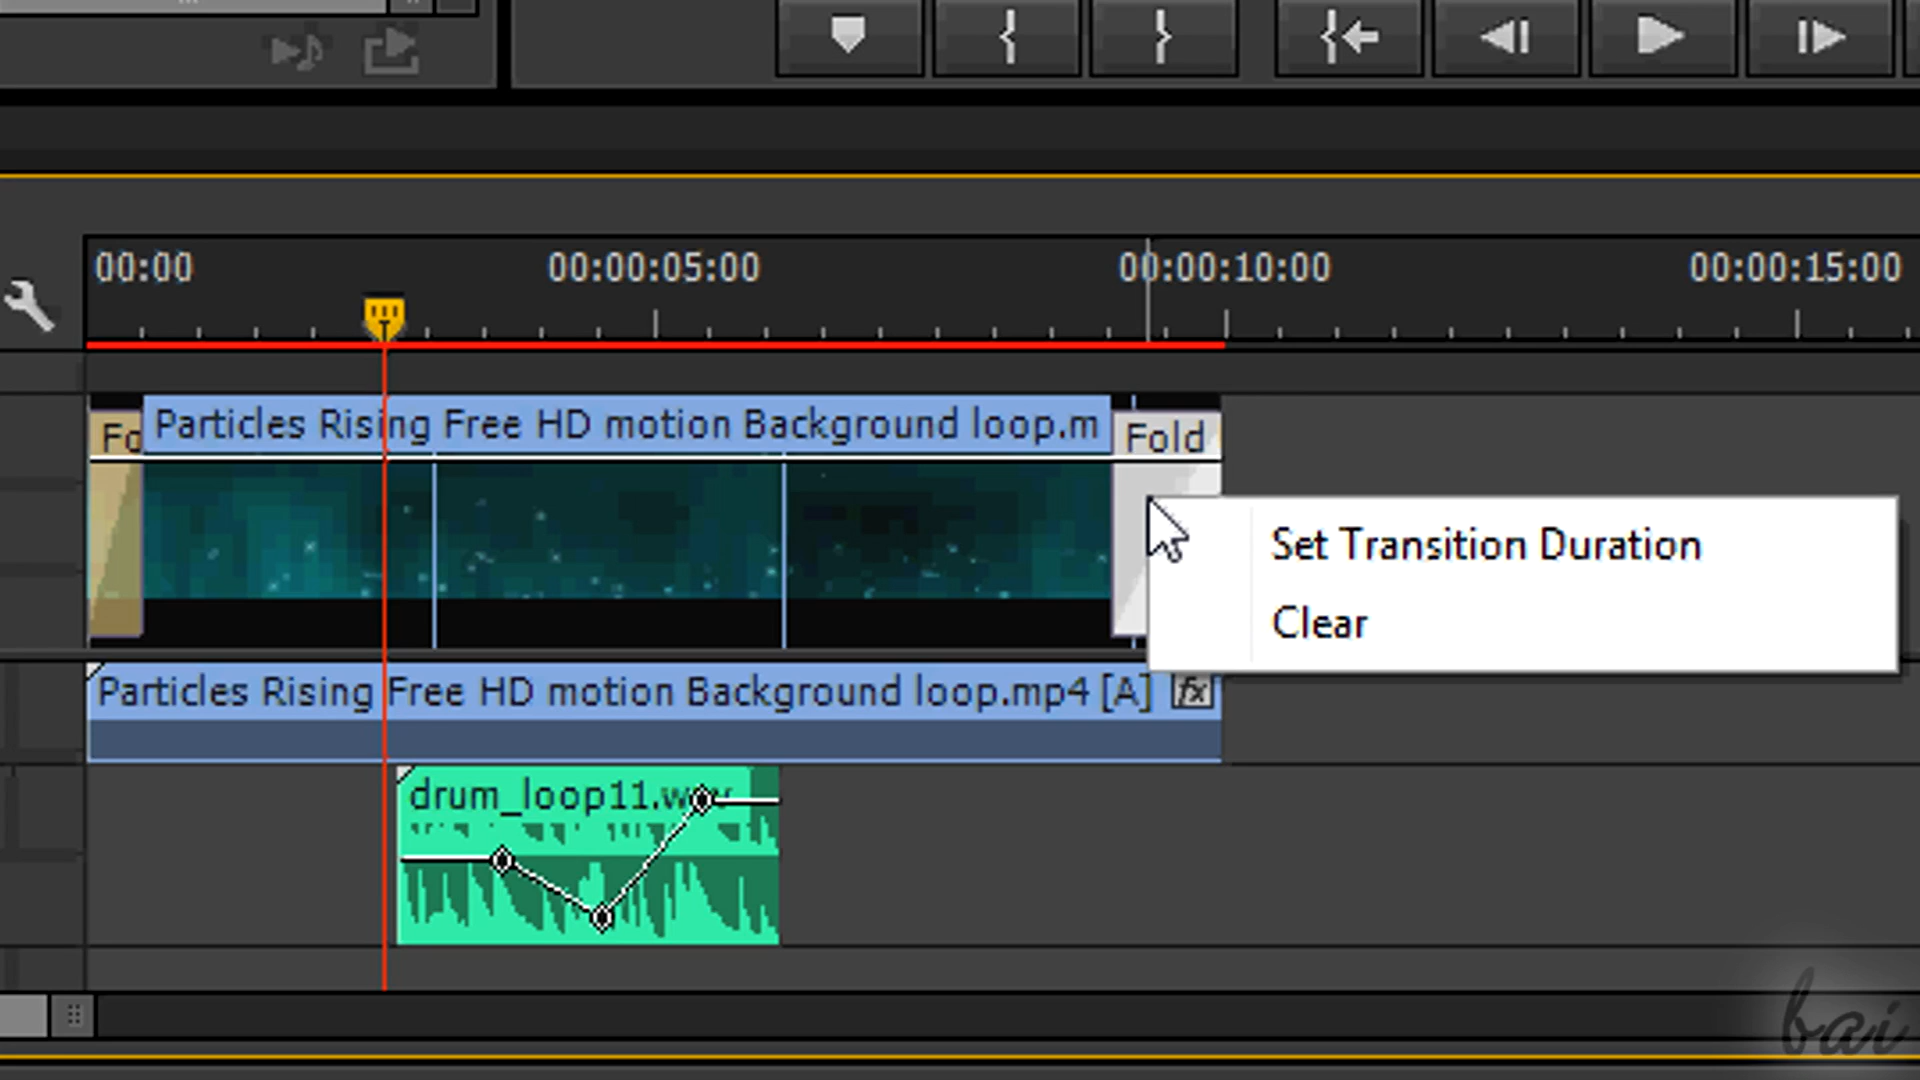 00:00 00:00:05:00 00:00:10:00 00:00:15:00
Fo Particles Rising Free HD motion Background loop.m Fold
Set Transition Duration
Clear
Particles Rising Free HD motion Background loop.mp4 [A] fx
drum_loop11.wav
bai